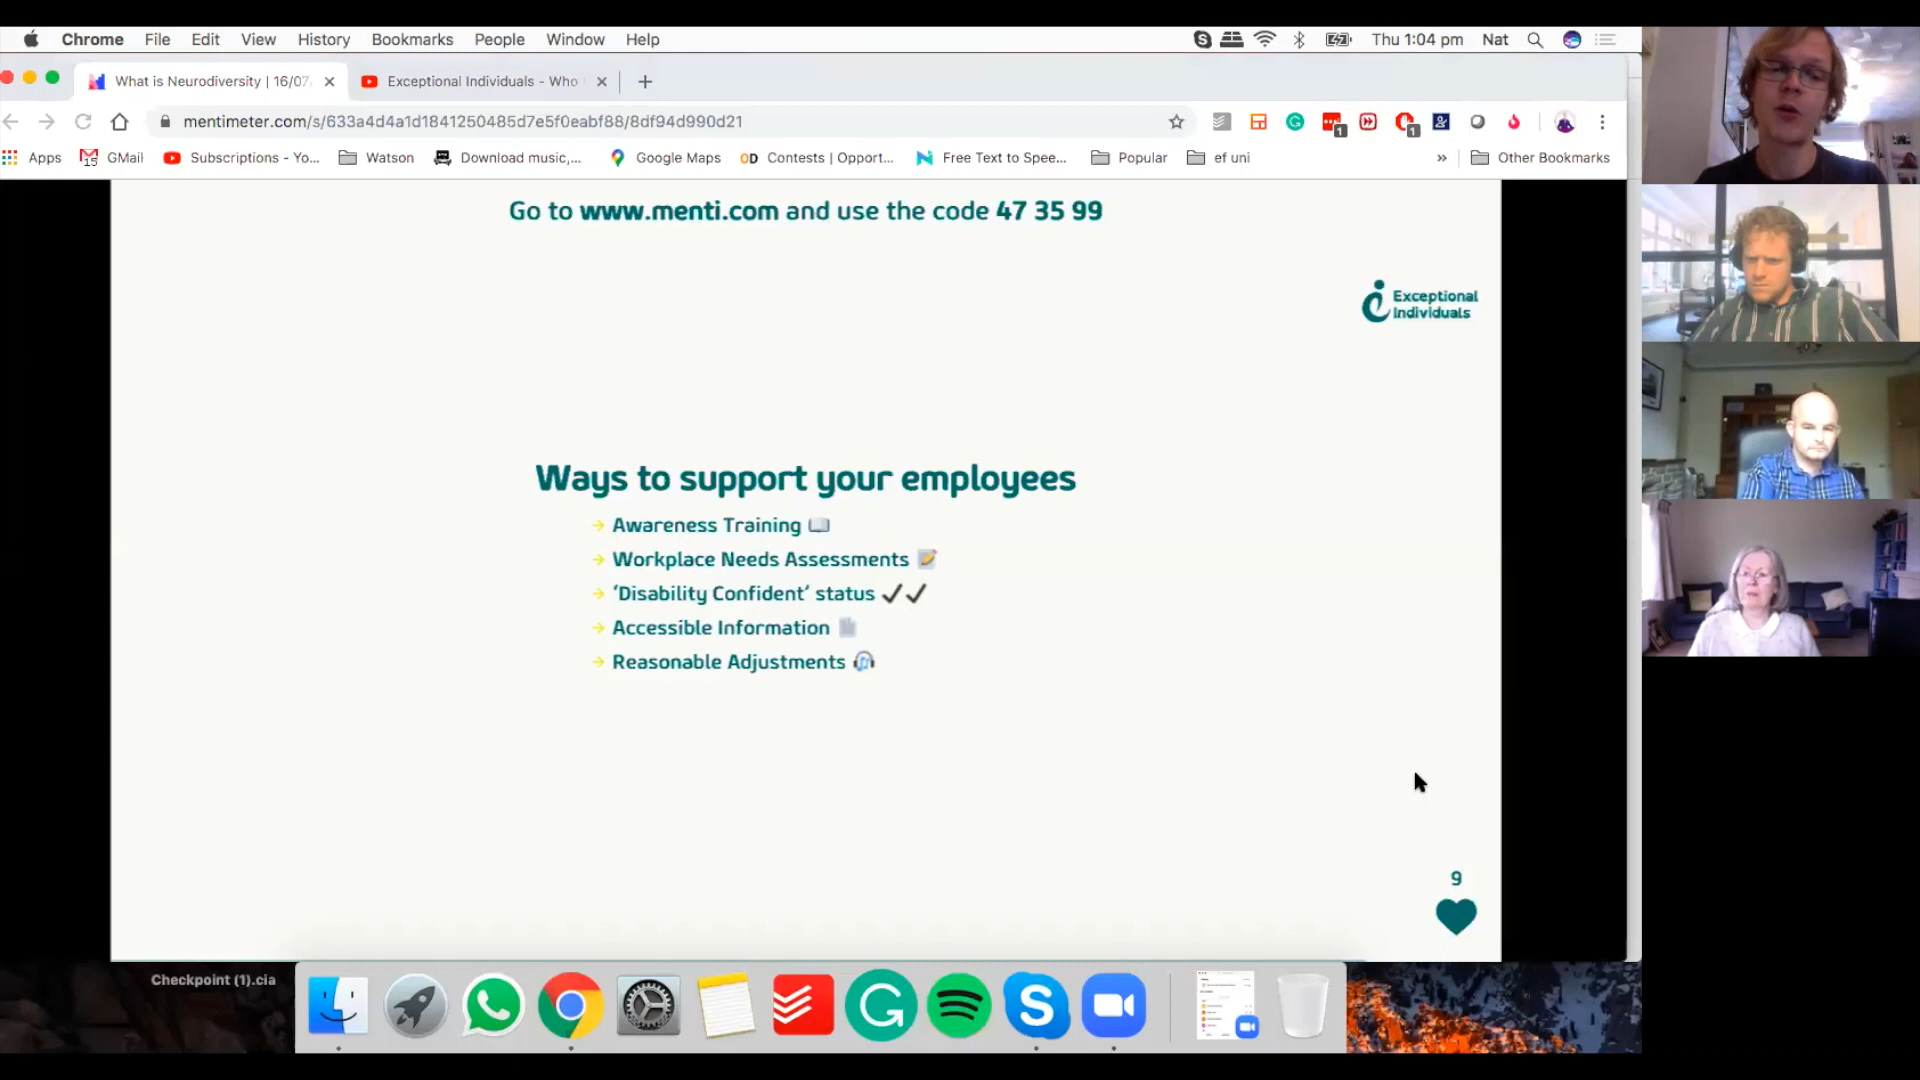 Chrome File Edit View History Bookmarks People Window Help Thu 1:04 pm Nat
What is Neurodiversity | 16/07 Exceptional Individuals - Who
mentimeter.com/s/633a4d4a1d1841250485d7e5f0eabf88/8df94d990d21
Apps GMail Subscriptions - Yo... Watson Download music,... Google Maps OD Contests | Opport... Free Text to Spee... Popular ef uni » Other Bookmarks
Go to www.menti.com and use the code 47 35 99
Exceptional
Individuals
Ways to support your employees
→ Awareness Training
→ Workplace Needs Assessments
→ ‘Disability Confident’ status
→ Accessible Information
→ Reasonable Adjustments
9
Checkpoint (1).cia